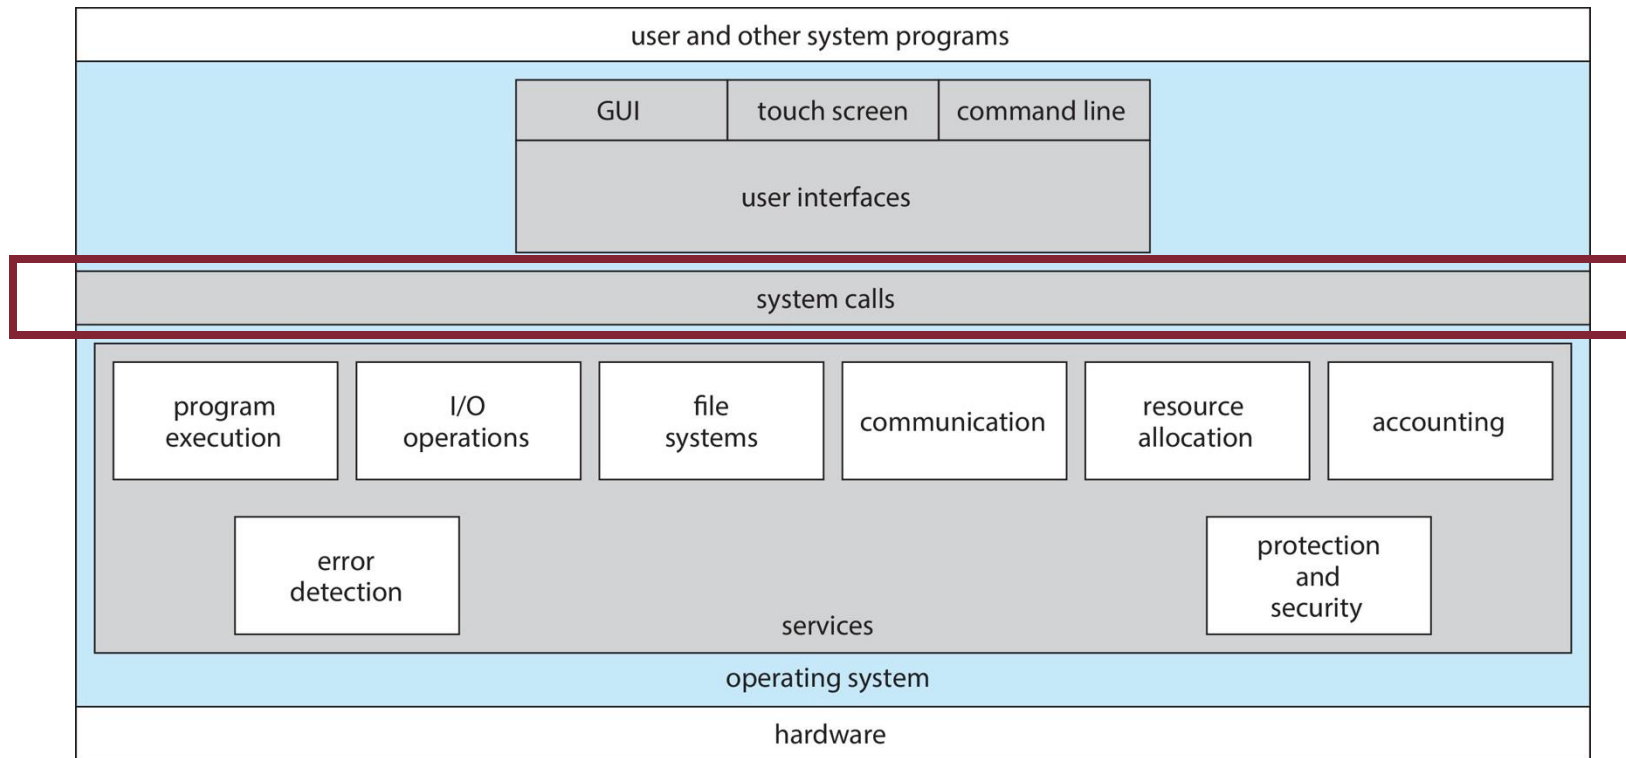 user and other system programs
GUI
touch screen
command line
user interfaces
system calls
program
execution
I/O
operations
file
systems
communication
resource
allocation
accounting
error
detection
protection
and
security
services
operating system
hardware